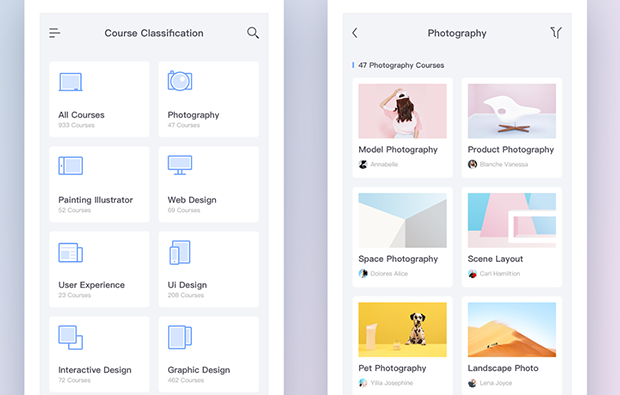 Course Classification
All Courses
933 Courses
Photography
47 Courses
Painting Illustrator
52 Courses
Web Design
69 Courses
User Experience
23 Courses
Ui Design
208 Courses
Interactive Design
72 Courses
Graphic Design
462 Courses
Photography
47 Photography Courses
Model Photography
Annabelle
Product Photography
Blanche Vanessa
Space Photography
Dolores Alice
Scene Layout
Carl Hamilton
Pet Photography
Yilia Josephine
Landscape Photo
Lena Joyce